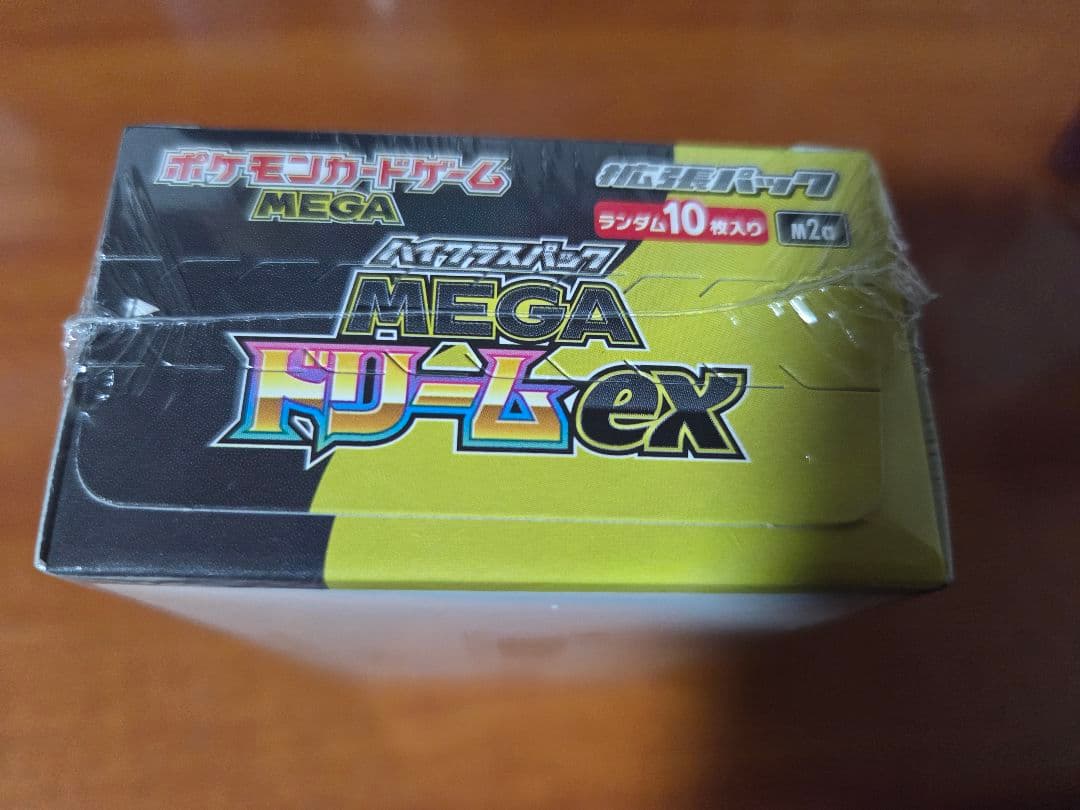 ポケモンカードゲーム
MEGA
拡張パック
ランダム10枚入り
M2a
ハイクラスパック
MEGA
ドリームex